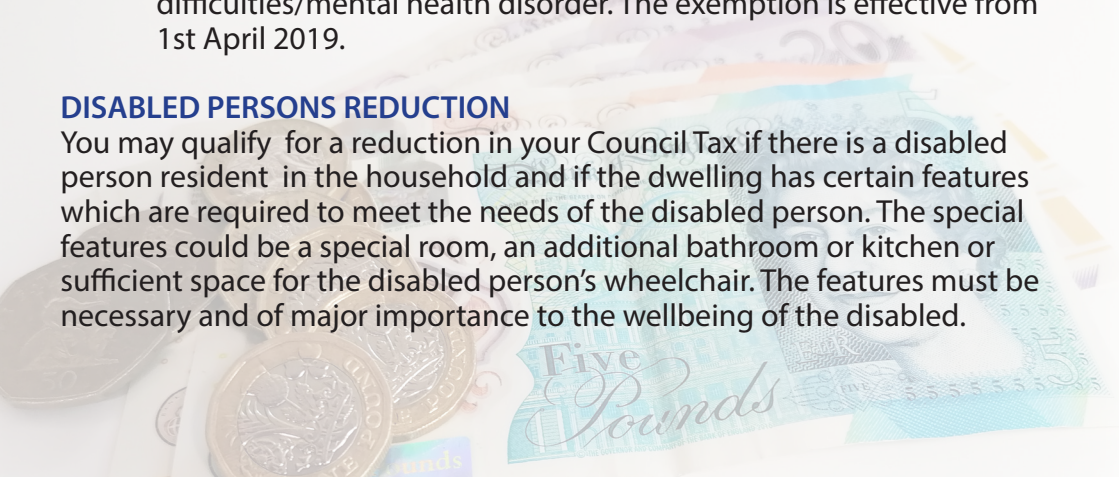 difficulties/mental health disorder. The exemption is effective from
1st April 2019.
DISABLED PERSONS REDUCTION
You may qualify  for a reduction in your Council Tax if there is a disabled
person resident  in the household and if the dwelling has certain features
which are required to meet the needs of the disabled person. The special
features could be a special room, an additional bathroom or kitchen or
sufficient space for the disabled person's wheelchair. The features must be
necessary and of major importance to the wellbeing of the disabled.
Five
Pounds